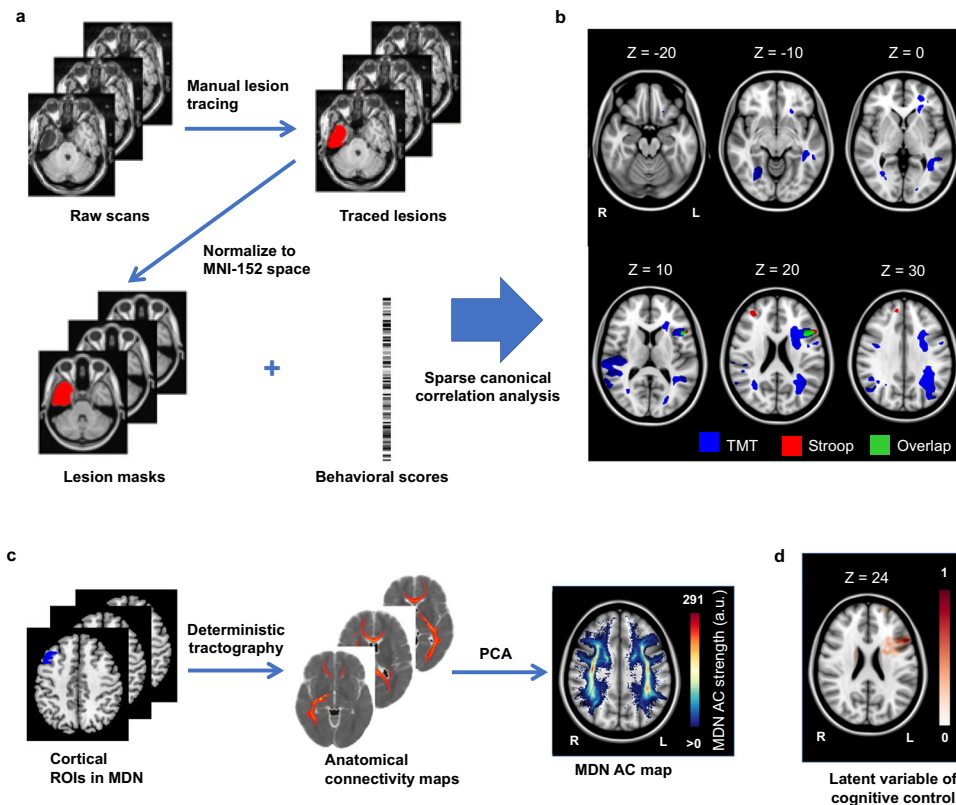 a
Manual lesion
tracing
Raw scans
Traced lesions
Normalize to
MNI-152 space
+
Lesion masks
Behavioral scores
Sparse canonical
correlation analysis
b
Z = -20
Z = -10
Z = 0
R
L
Z = 10
Z = 20
Z = 30
TMT
Stroop
Overlap
c
Deterministic
tractography
PCA
Cortical
ROIs in MDN
Anatomical
connectivity maps
291
MDN AC strength (a.u.)
>0
R
L
MDN AC map
d
Z = 24
1
0
R
L
Latent variable of
cognitive control